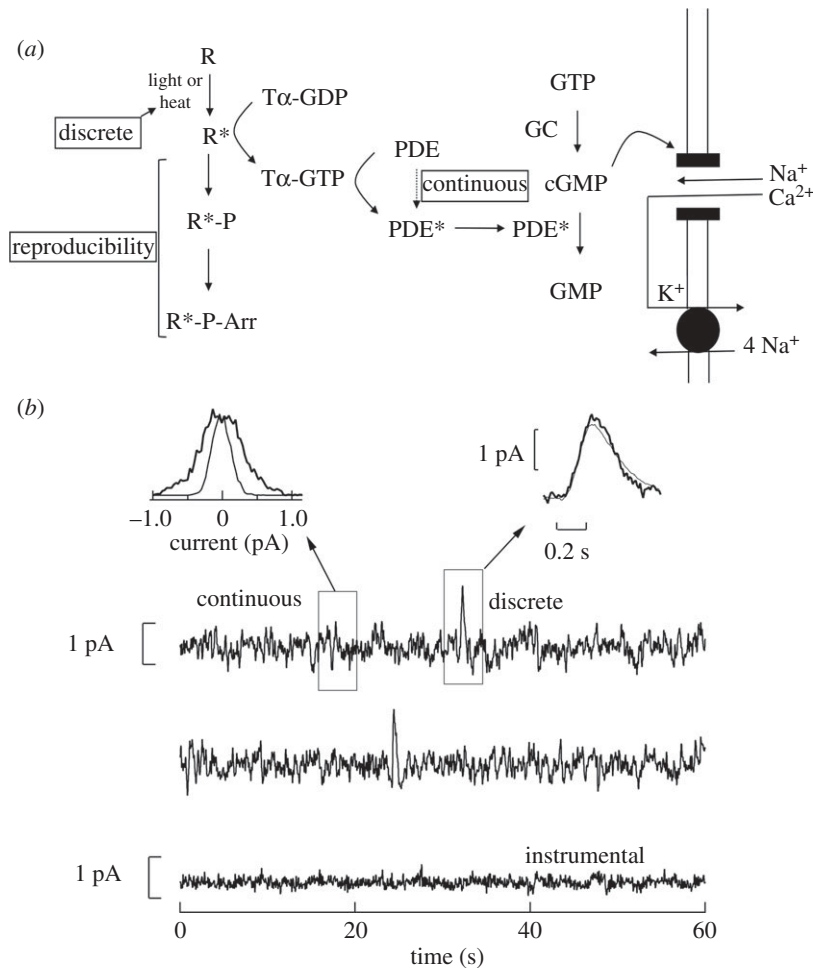 (a)
R
light or
heat
discrete
R*
Tα-GDP
Tα-GTP
PDE
continuous
PDE*
PDE*
GTP
GC
cGMP
GMP
Na⁺
Ca²⁺
K⁺
4 Na⁺
R*-P
reproducibility
R*-P-Arr
(b)
–1.0 0 1.0
current (pA)
1 pA
0.2 s
continuous
discrete
1 pA
instrumental
1 pA
0 20 40 60
time (s)